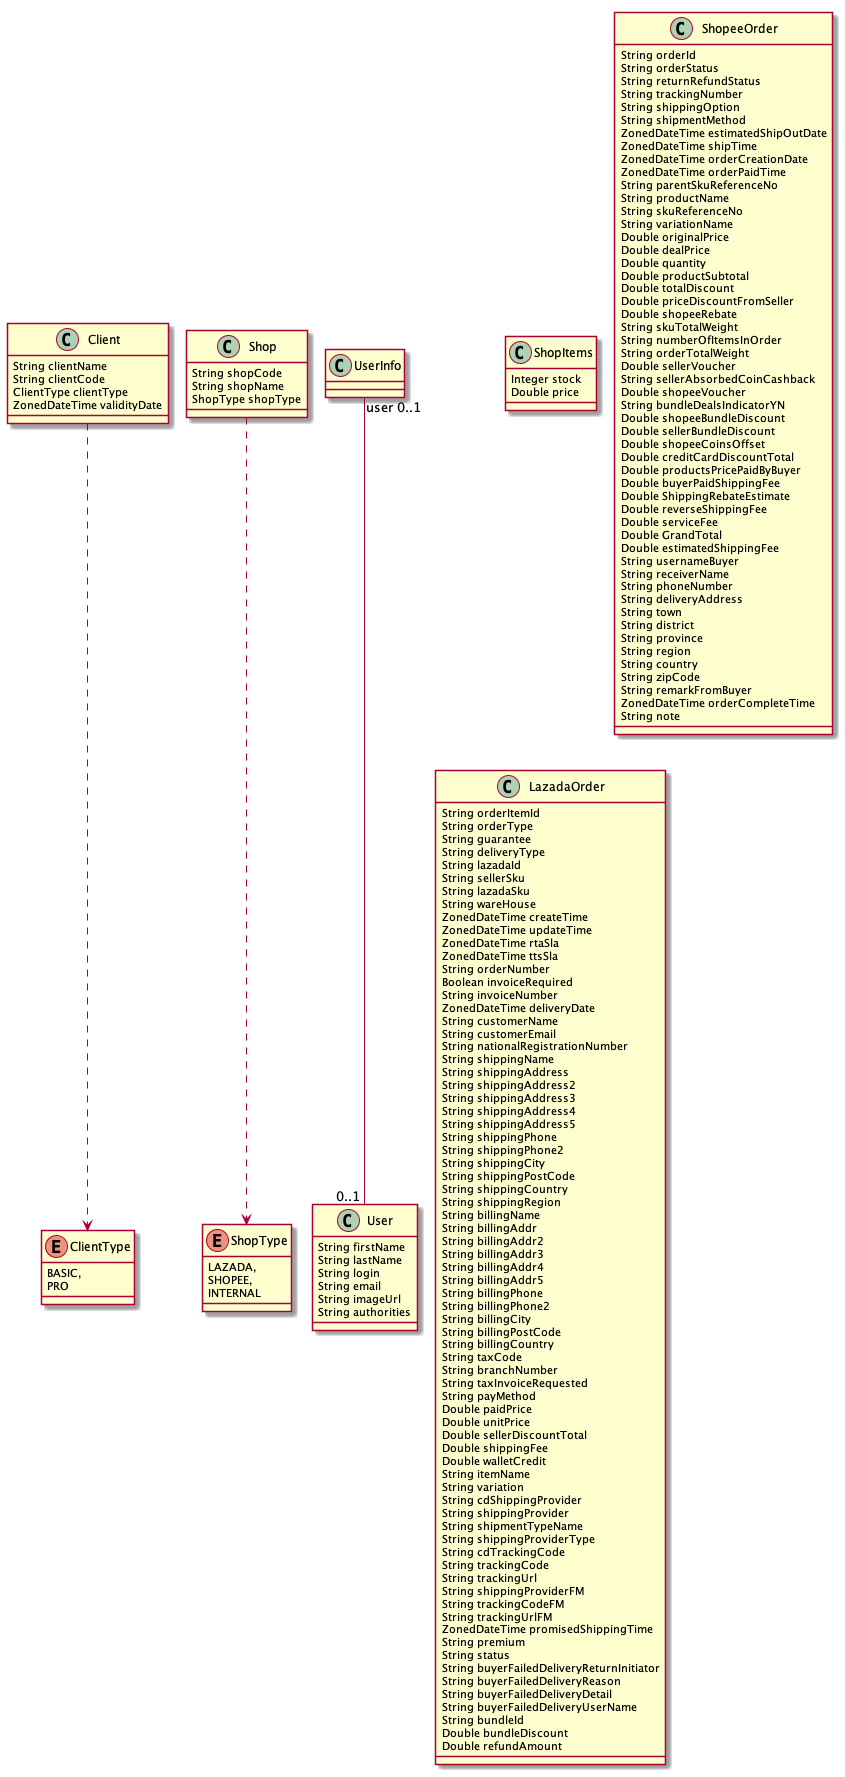 C ShopeeOrder
String orderId
String orderStatus
String returnRefundStatus
String trackingNumber
String shippingOption
String shipmentMethod
ZonedDateTime estimatedShipOutDate
ZonedDateTime shipTime
ZonedDateTime orderCreationDate
ZonedDateTime orderPaidTime
String parentSkuReferenceNo
String productName
String skuReferenceNo
String variationName
Double originalPrice
Double dealPrice
Double quantity
Double productSubtotal
Double totalDiscount
Double priceDiscountFromSeller
Double shopeeRebate
String skuTotalWeight
String numberOfItemsInOrder
String orderTotalWeight
Double sellerVoucher
String sellerAbsorbedCoinCashback
Double shopeeVoucher
String bundleDealsIndicatorYN
Double shopeeBundleDiscount
Double sellerBundleDiscount
Double shopeeCoinsOffset
Double creditCardDiscountTotal
Double productsPricePaidByBuyer
Double buyerPaidShippingFee
Double ShippingRebateEstimate
Double reverseShippingFee
Double serviceFee
Double GrandTotal
Double estimatedShippingFee
String usernameBuyer
String receiverName
String phoneNumber
String deliveryAddress
String town
String district
String province
String region
String country
String zipCode
String remarkFromBuyer
ZonedDateTime orderCompleteTime
String note
C Client
String clientName
String clientCode
ClientType clientType
ZonedDateTime validityDate
C Shop
String shopCode
String shopName
ShopType shopType
C UserInfo
user 0..1
C ShopItems
Integer stock
Double price
C LazadaOrder
String orderItemId
String orderType
String guarantee
String deliveryType
String lazadaId
String sellerSku
String lazadaSku
String wareHouse
ZonedDateTime createTime
ZonedDateTime updateTime
ZonedDateTime rtaSla
ZonedDateTime ttsSla
String orderNumber
Boolean invoiceRequired
String invoiceNumber
ZonedDateTime deliveryDate
String customerName
String customerEmail
String nationalRegistrationNumber
String shippingName
String shippingAddress
String shippingAddress2
String shippingAddress3
String shippingAddress4
String shippingAddress5
String shippingPhone
String shippingPhone2
String shippingCity
String shippingPostCode
String shippingCountry
String shippingRegion
String billingName
String billingAddr
String billingAddr2
String billingAddr3
String billingAddr4
String billingAddr5
String billingPhone
String billingPhone2
String billingCity
String billingPostCode
String billingCountry
String taxCode
String branchNumber
String taxInvoiceRequested
String payMethod
Double paidPrice
Double unitPrice
Double sellerDiscountTotal
Double shippingFee
Double walletCredit
String itemName
String variation
String cdShippingProvider
String shippingProvider
String shipmentTypeName
String shippingProviderType
String cdTrackingCode
String trackingCode
String trackingUrl
String shippingProviderFM
String trackingCodeFM
String trackingUrlFM
ZonedDateTime promisedShippingTime
String premium
String status
String buyerFailedDeliveryReturnInitiator
String buyerFailedDeliveryReason
String buyerFailedDeliveryDetail
String buyerFailedDeliveryUserName
String bundleId
Double bundleDiscount
Double refundAmount
E ClientType
BASIC,
PRO
E ShopType
LAZADA,
SHOPEE,
INTERNAL
0..1
C User
String firstName
String lastName
String login
String email
String imageUrl
String authorities